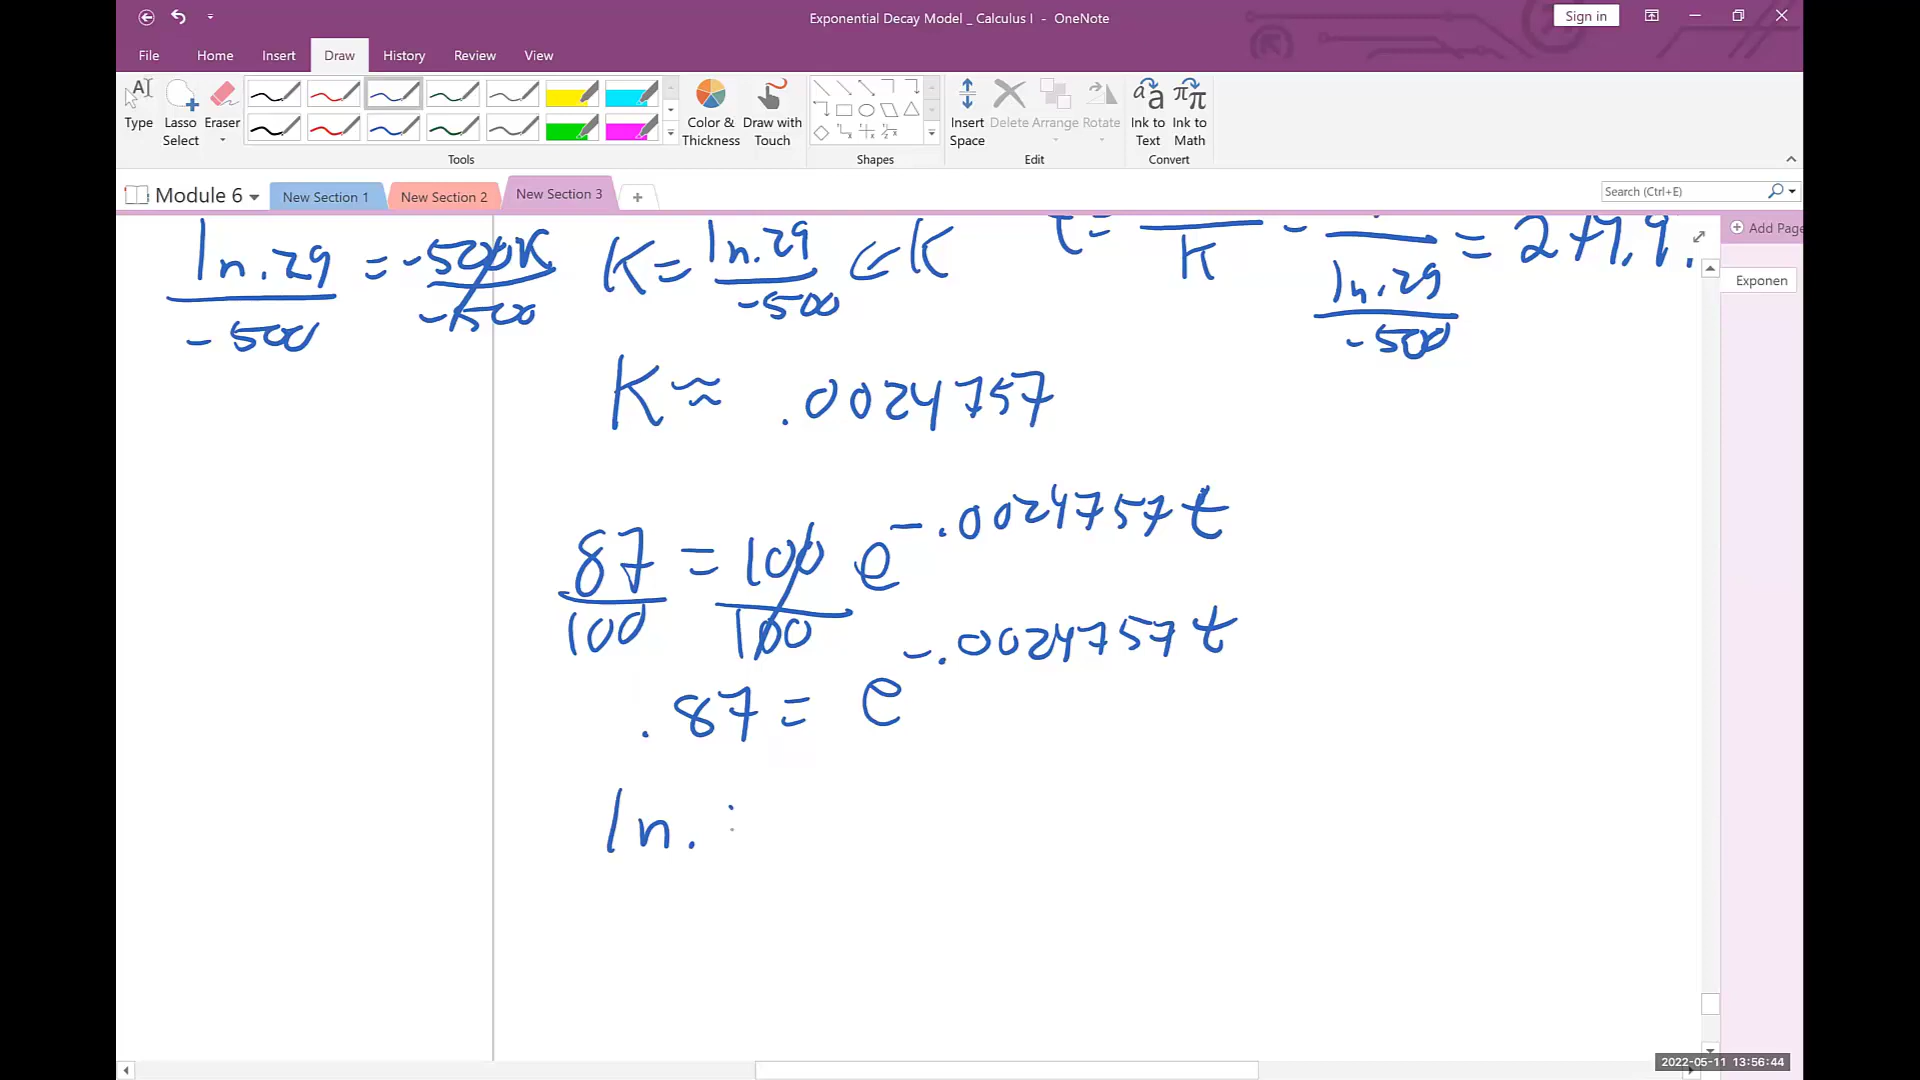 Exponential Decay Model _ Calculus I - OneNote
Sign in
File Home Insert Draw History Review View
Type
Lasso Select
Eraser
Color & Thickness
Draw with Touch
Insert Space
Delete
Arrange
Rotate
Ink to Text
Ink to Math
Tools
Shapes
Edit
Convert
Module 6
New Section 1
New Section 2
New Section 3
Search (Ctrl+E)
Add Page
Exponen
ln .29 / -500 = -500K / -500
K = ln .29 / -500 ← K
t = / K = / ln .29 / -500 = 279.9.
K ≈ .0024757
87 / 100 = 100 / 100 e^-.0024757t
.87 = e^-.0024757t
ln .
2022-05-11 13:56:44